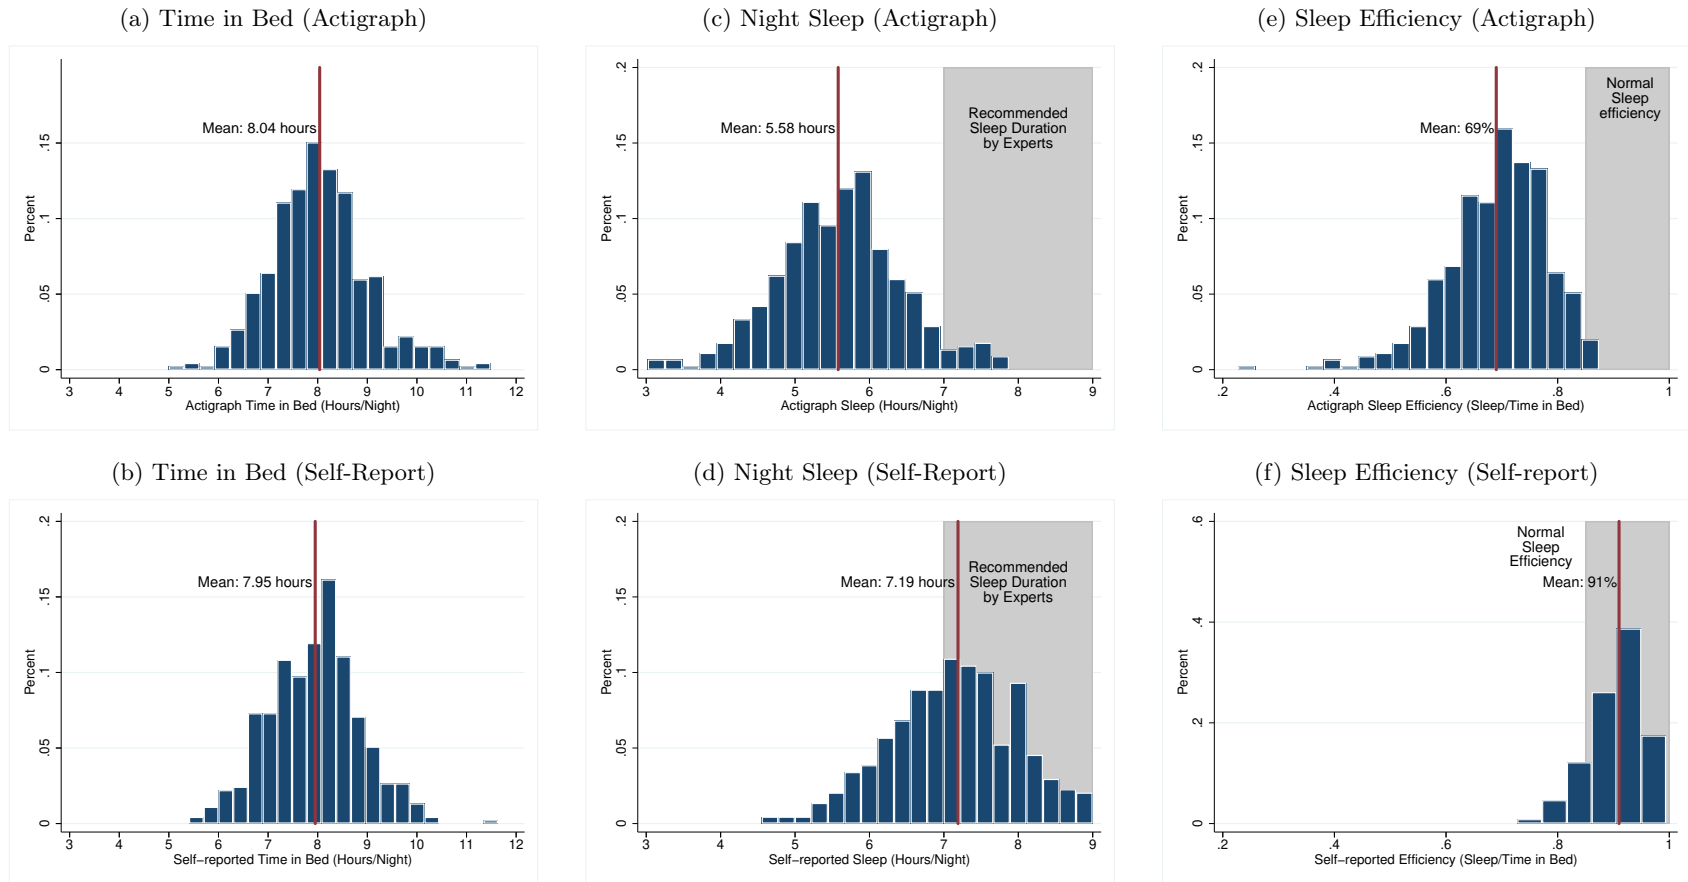 (a) Time in Bed (Actigraph)
Mean: 8.04 hours
Percent
.15
.1
.05
0
3 4 5 6 7 8 9 10 11 12
Actigraph Time in Bed (Hours/Night)
(c) Night Sleep (Actigraph)
Mean: 5.58 hours
Recommended
Sleep Duration
by Experts
Percent
.2
.15
.1
.05
0
3 4 5 6 7 8 9
Actigraph Sleep (Hours/Night)
(e) Sleep Efficiency (Actigraph)
Normal
Sleep
efficiency
Mean: 69%
Percent
.2
.15
.1
.05
0
.2 .4 .6 .8 1
Actigraph Sleep Efficiency (Sleep/Time in Bed)
(b) Time in Bed (Self-Report)
Mean: 7.95 hours
Percent
.2
.15
.1
.05
0
3 4 5 6 7 8 9 10 11 12
Self-reported Time in Bed (Hours/Night)
(d) Night Sleep (Self-Report)
Mean: 7.19 hours
Recommended
Sleep Duration
by Experts
Percent
.2
.15
.1
.05
0
3 4 5 6 7 8 9
Self-reported Sleep (Hours/Night)
(f) Sleep Efficiency (Self-report)
Normal
Sleep
Efficiency
Mean: 91%
Percent
.6
.4
.2
0
.2 .4 .6 .8 1
Self-reported Efficiency (Sleep/Time in Bed)